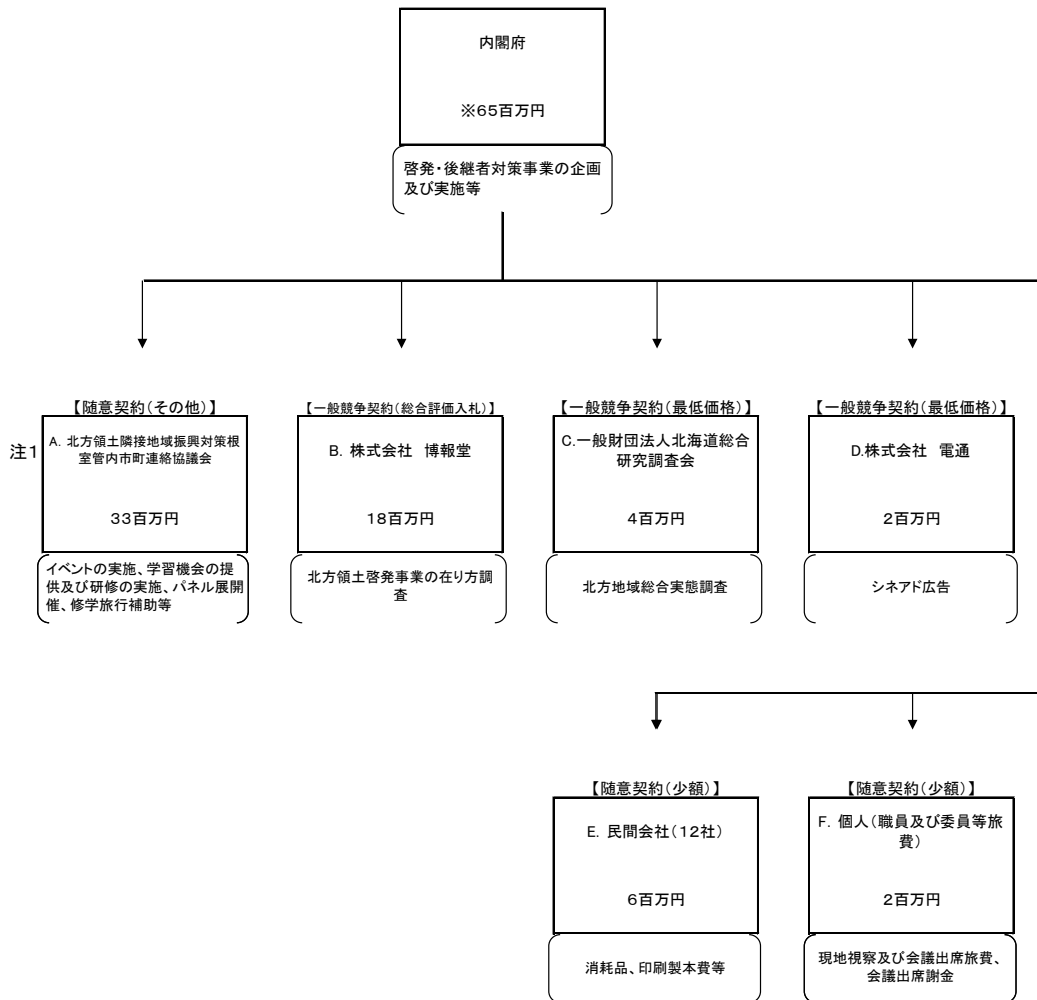 内閣府
※65百万円
啓発・後継者対策事業の企画
及び実施等
【随意契約(その他)】
注1
A. 北方領土隣接地域振興対策根
室管内市町連絡協議会
33百万円
イベントの実施、学習機会の提
供及び研修の実施、パネル展開
催、修学旅行補助等
【一般競争契約(総合評価入札)】
B. 株式会社 博報堂
18百万円
北方領土啓発事業の在り方調
査
【一般競争契約(最低価格)】
C.一般財団法人北海道総合
研究調査会
4百万円
北方地域総合実態調査
【一般競争契約(最低価格)】
D.株式会社 電通
2百万円
シネアド広告
【随意契約(少額)】
E. 民間会社(12社)
6百万円
消耗品、印刷製本費等
【随意契約(少額)】
F. 個人(職員及び委員等旅
費)
2百万円
現地視察及び会議出席旅費、
会議出席謝金